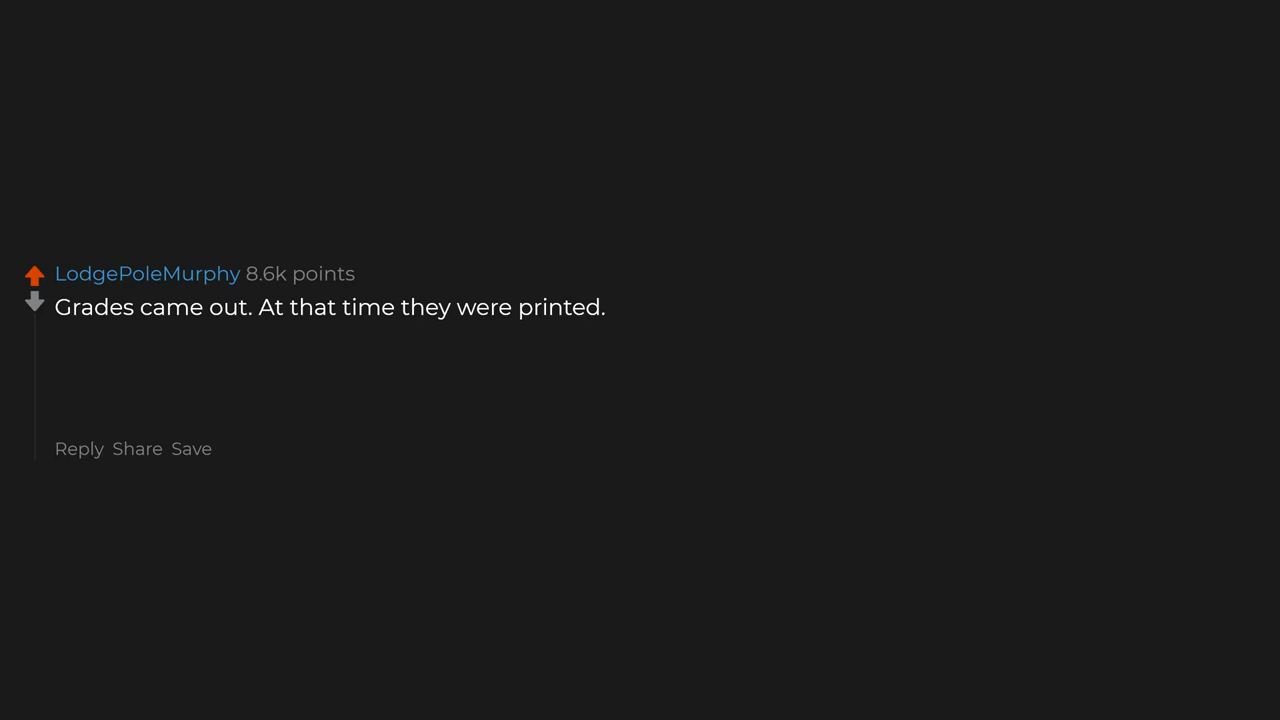 LodgePoleMurphy 8.6k points
Grades came out. At that time they were printed.
Reply Share Save